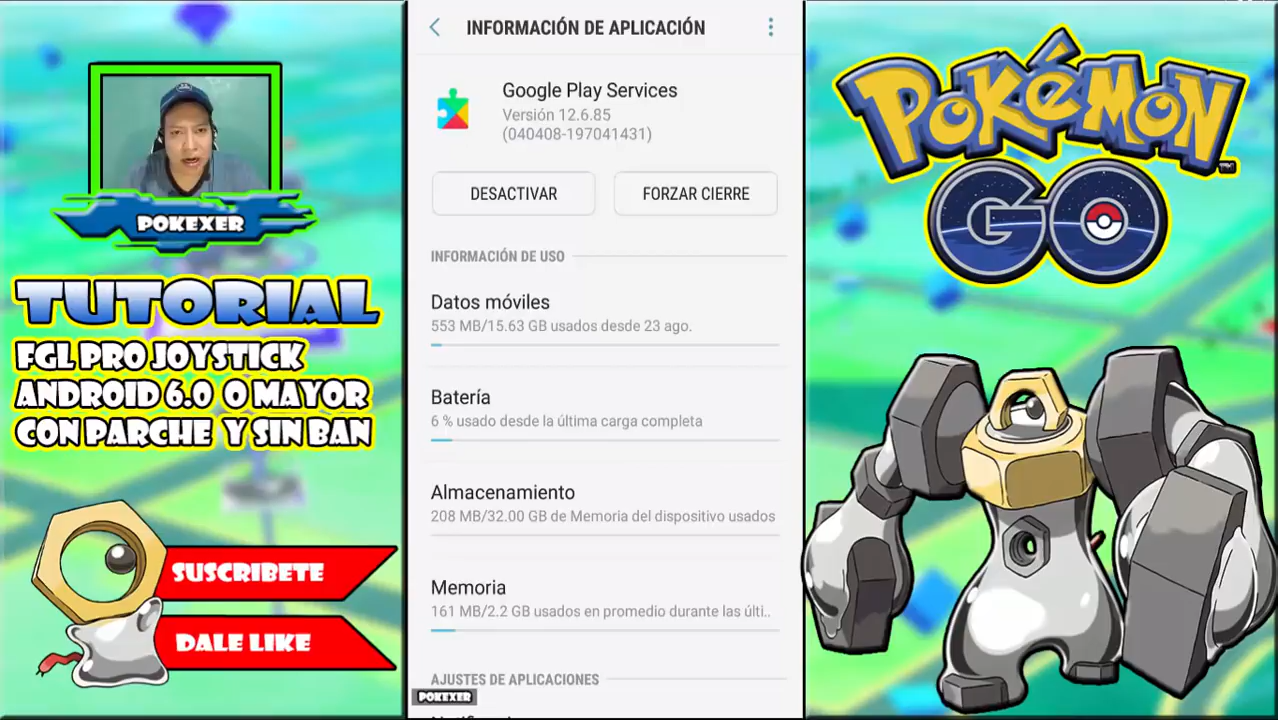 POKEXER
TUTORIAL
FGL PRO JOYSTICK
ANDROID 6.0 O MAYOR
CON PARCHE Y SIN BAN
SUSCRIBETE
DALE LIKE
INFORMACIÓN DE APLICACIÓN
Google Play Services
Versión 12.6.85
(040408-197041431)
DESACTIVAR
FORZAR CIERRE
INFORMACIÓN DE USO
Datos móviles
553 MB/15.63 GB usados desde 23 ago.
Batería
6 % usado desde la última carga completa
Almacenamiento
208 MB/32.00 GB de Memoria del dispositivo usados
Memoria
161 MB/2.2 GB usados en promedio durante las últi..
AJUSTES DE APLICACIONES
POKEXER
POKÉMON
GO
TM